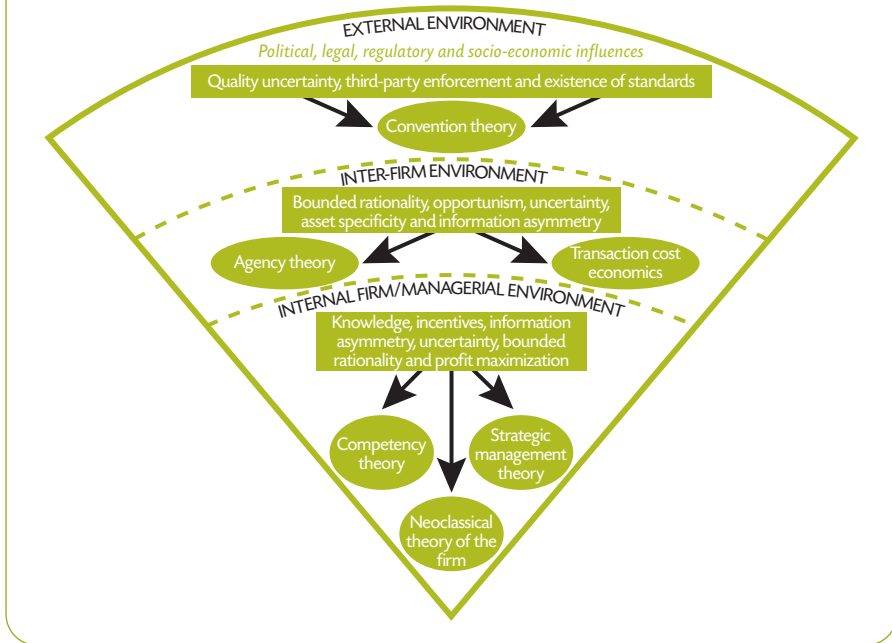 EXTERNAL ENVIRONMENT
Political, legal, regulatory and socio-economic influences
Quality uncertainty, third-party enforcement and existence of standards
Convention theory
INTER-FIRM ENVIRONMENT
Bounded rationality, opportunism, uncertainty,
asset specificity and information asymmetry
Agency theory
Transaction cost
economics
INTERNAL FIRM/MANAGERIAL ENVIRONMENT
Knowledge, incentives, information
asymmetry, uncertainty, bounded
rationality and profit maximization
Competency
theory
Strategic
management
theory
Neoclassical
theory of the
firm